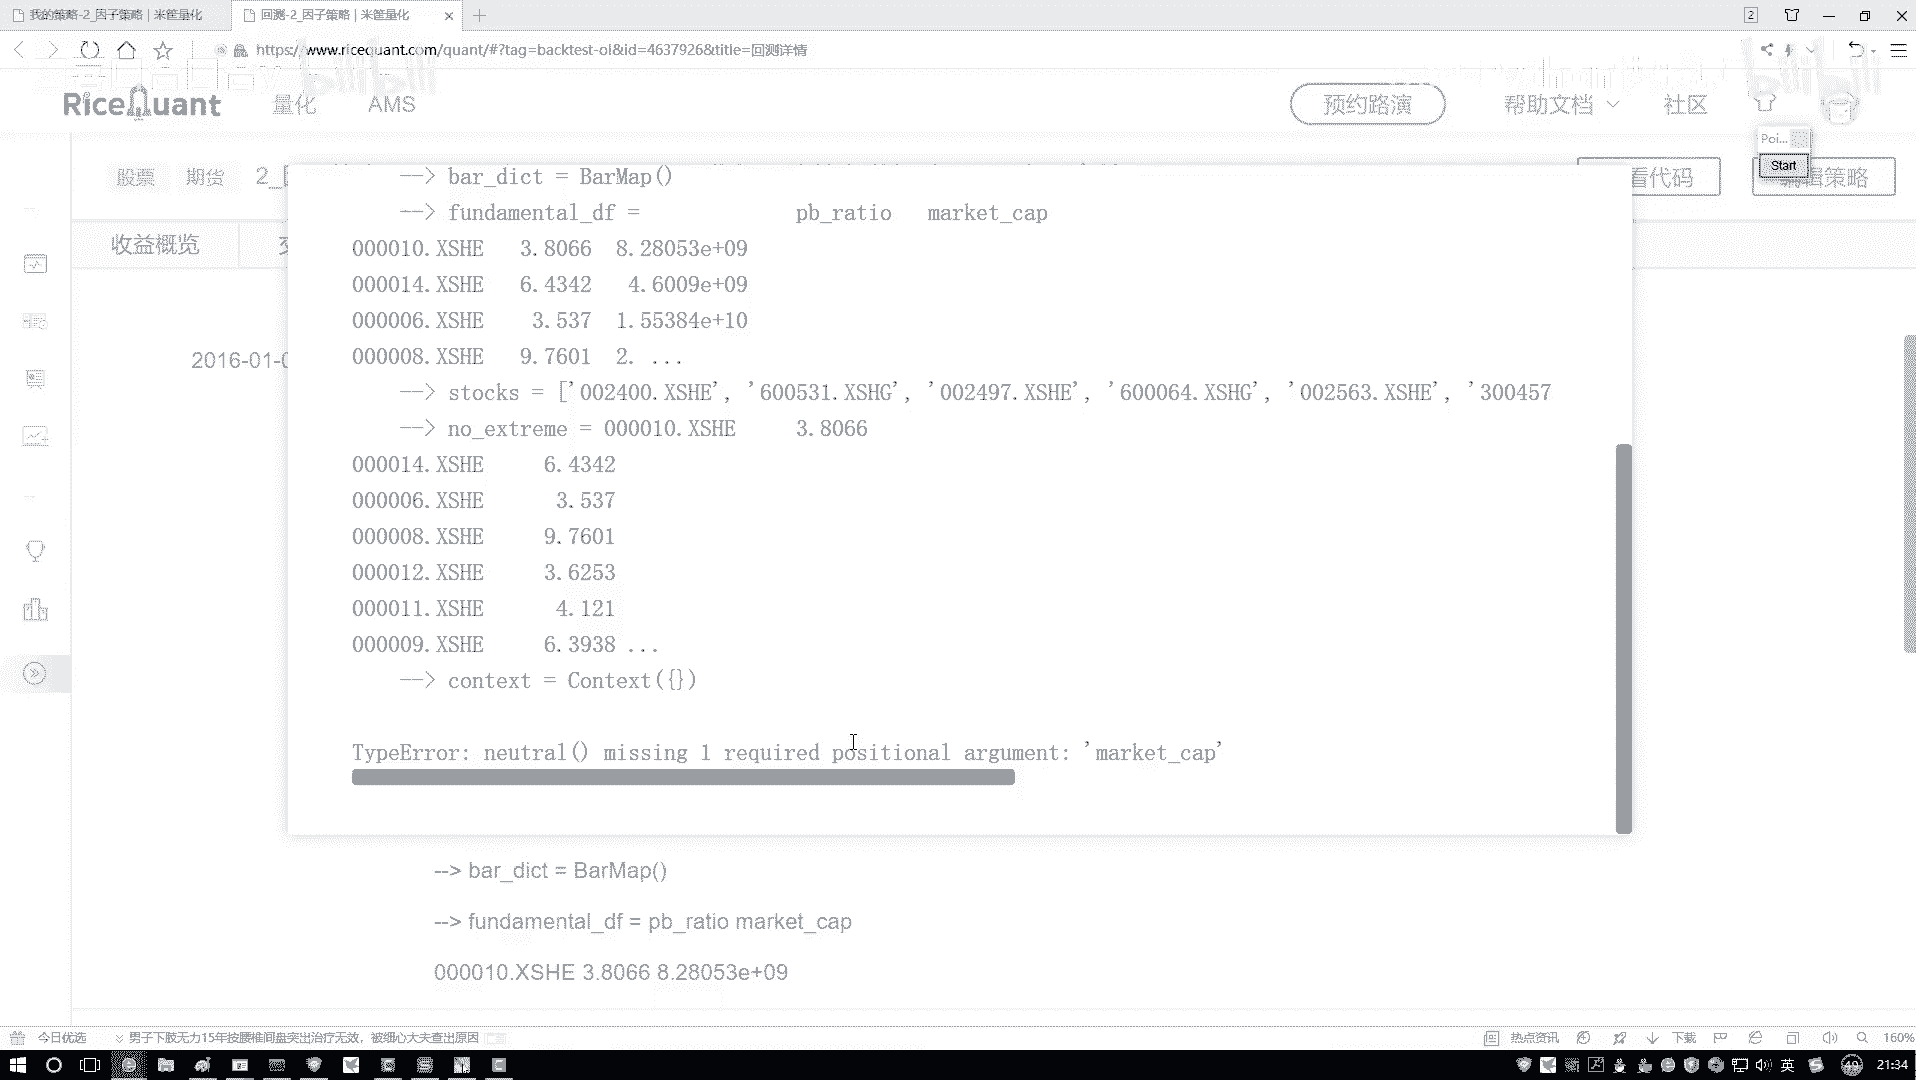 我的策略-2_因子策略 | 米筐量化
回测-2_因子策略 | 米筐量化
2
https://www.ricequant.com/quant/#?tag=backtest-ol&id=4637926&title=回测详情
bilibili
RiceQuant
量化
AMS
预约路演
帮助文档
社区
Poi...
Start
股票
期货
看代码
编辑策略
收益概览
2016-01-0
--> bar_dict = BarMap()
--> fundamental_df = pb_ratio market_cap
000010.XSHE 3.8066 8.28053e+09
000014.XSHE 6.4342 4.6009e+09
000006.XSHE 3.537 1.55384e+10
000008.XSHE 9.7601 2. ...
--> stocks = ['002400.XSHE', '600531.XSHG', '002497.XSHE', '600064.XSHG', '002563.XSHE', '300457
--> no_extreme = 000010.XSHE 3.8066
000014.XSHE 6.4342
000006.XSHE 3.537
000008.XSHE 9.7601
000012.XSHE 3.6253
000011.XSHE 4.121
000009.XSHE 6.3938 ...
--> context = Context({})
TypeError: neutral() missing 1 required positional argument: 'market_cap'
--> bar_dict = BarMap()
--> fundamental_df = pb_ratio market_cap
000010.XSHE 3.8066 8.28053e+09
今日优选
男子下肢无力15年按腰椎间盘突出治疗无效，被细心大夫查出原因
热点资讯
下载
160%
英
49
21:34